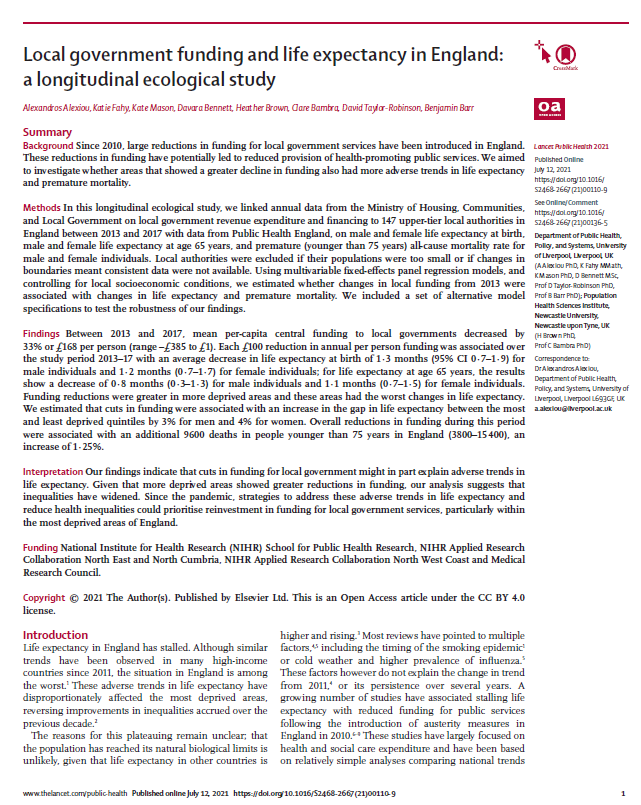 Local government funding and life expectancy in England:
a longitudinal ecological study
Alexandros Alexiou, Katie Fahy, Kate Mason, Davara Bennett, Heather Brown, Clare Bambra, David Taylor-Robinson, Benjamin Barr
Summary
Background Since 2010, large reductions in funding for local government services have been introduced in England.
These reductions in funding have potentially led to reduced provision of health-promoting public services. We aimed
to investigate whether areas that showed a greater decline in funding also had more adverse trends in life expectancy
and premature mortality.
Methods In this longitudinal ecological study, we linked annual data from the Ministry of Housing, Communities,
and Local Government on local government revenue expenditure and financing to 147 upper-tier local authorities in
England between 2013 and 2017 with data from Public Health England, on male and female life expectancy at birth,
male and female life expectancy at age 65 years, and premature (younger than 75 years) all-cause mortality rate for
male and female individuals. Local authorities were excluded if their populations were too small or if changes in
boundaries meant consistent data were not available. Using multivariable fixed-effects panel regression models, and
controlling for local socioeconomic conditions, we estimated whether changes in local funding from 2013 were
associated with changes in life expectancy and premature mortality. We included a set of alternative model
specifications to test the robustness of our findings.
Findings Between 2013 and 2017, mean per-capita central funding to local governments decreased by
33% or £168 per person (range –£385 to £1). Each £100 reduction in annual per person funding was associated over
the study period 2013–17 with an average decrease in life expectancy at birth of 1·3 months (95% CI 0·7–1·9) for
male individuals and 1·2 months (0·7–1·7) for female individuals; for life expectancy at age 65 years, the results
show a decrease of 0·8 months (0·3–1·3) for male individuals and 1·1 months (0·7–1·5) for female individuals.
Funding reductions were greater in more deprived areas and these areas had the worst changes in life expectancy.
We estimated that cuts in funding were associated with an increase in the gap in life expectancy between the most
and least deprived quintiles by 3% for men and 4% for women. Overall reductions in funding during this period
were associated with an additional 9600 deaths in people younger than 75 years in England (3800–15 400), an
increase of 1·25%.
Interpretation Our findings indicate that cuts in funding for local government might in part explain adverse trends in
life expectancy. Given that more deprived areas showed greater reductions in funding, our analysis suggests that
inequalities have widened. Since the pandemic, strategies to address these adverse trends in life expectancy and
reduce health inequalities could prioritise reinvestment in funding for local government services, particularly within
the most deprived areas of England.
Funding National Institute for Health Research (NIHR) School for Public Health Research, NIHR Applied Research
Collaboration North East and North Cumbria, NIHR Applied Research Collaboration North West Coast and Medical
Research Council.
Copyright © 2021 The Author(s). Published by Elsevier Ltd. This is an Open Access article under the CC BY 4.0
license.
Introduction
Life expectancy in England has stalled. Although similar
trends have been observed in many high-income
countries since 2011, the situation in England is among
the worst.¹ These adverse trends in life expectancy have
disproportionately affected the most deprived areas,
reversing improvements in inequalities accrued over the
previous decade.²
The reasons for this plateauing remain unclear; that
the population has reached its natural biological limits is
unlikely, given that life expectancy in other countries is
higher and rising.³ Most reviews have pointed to multiple
factors,⁴,⁵ including the timing of the smoking epidemic¹
or cold weather and higher prevalence of influenza.⁵
These factors however do not explain the change in trend
from 2011,⁴ or its persistence over several years. A
growing number of studies have associated stalling life
expectancy with reduced funding for public services
following the introduction of austerity measures in
England in 2010.⁶⁻⁹ These studies have largely focused on
health and social care expenditure and have been based
on relatively simple analyses comparing national trends
CrossMark
oa
OPEN ACCESS
Lancet Public Health 2021
Published Online
July 12, 2021
https://doi.org/10.1016/
S2468-2667(21)00110-9
See Online/Comment
https://doi.org/10.1016/
S2468-2667(21)00136-5
Department of Public Health,
Policy, and Systems, University
of Liverpool, Liverpool, UK
(A Alexiou PhD, K Fahy MMath,
K Mason PhD, D Bennett MSc,
Prof D Taylor-Robinson PhD,
Prof B Barr PhD); Population
Health Sciences Institute,
Newcastle University,
Newcastle upon Tyne, UK
(H Brown PhD,
Prof C Bambra PhD)
Correspondence to:
Dr Alexandros Alexiou,
Department of Public Health,
Policy, and Systems, University of
Liverpool, Liverpool L69 3GF, UK
a.alexiou@liverpool.ac.uk
www.thelancet.com/public-health Published online July 12, 2021 https://doi.org/10.1016/S2468-2667(21)00110-9
1